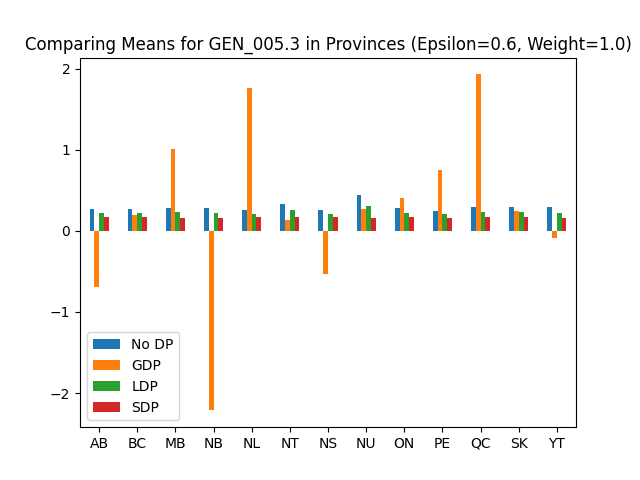 Comparing Means for GEN_005.3 in Provinces (Epsilon=0.6, Weight=1.0)
2
1
0
−1
−2
No DP
GDP
LDP
SDP
AB BC MB NB NL NT NS NU ON PE QC SK YT